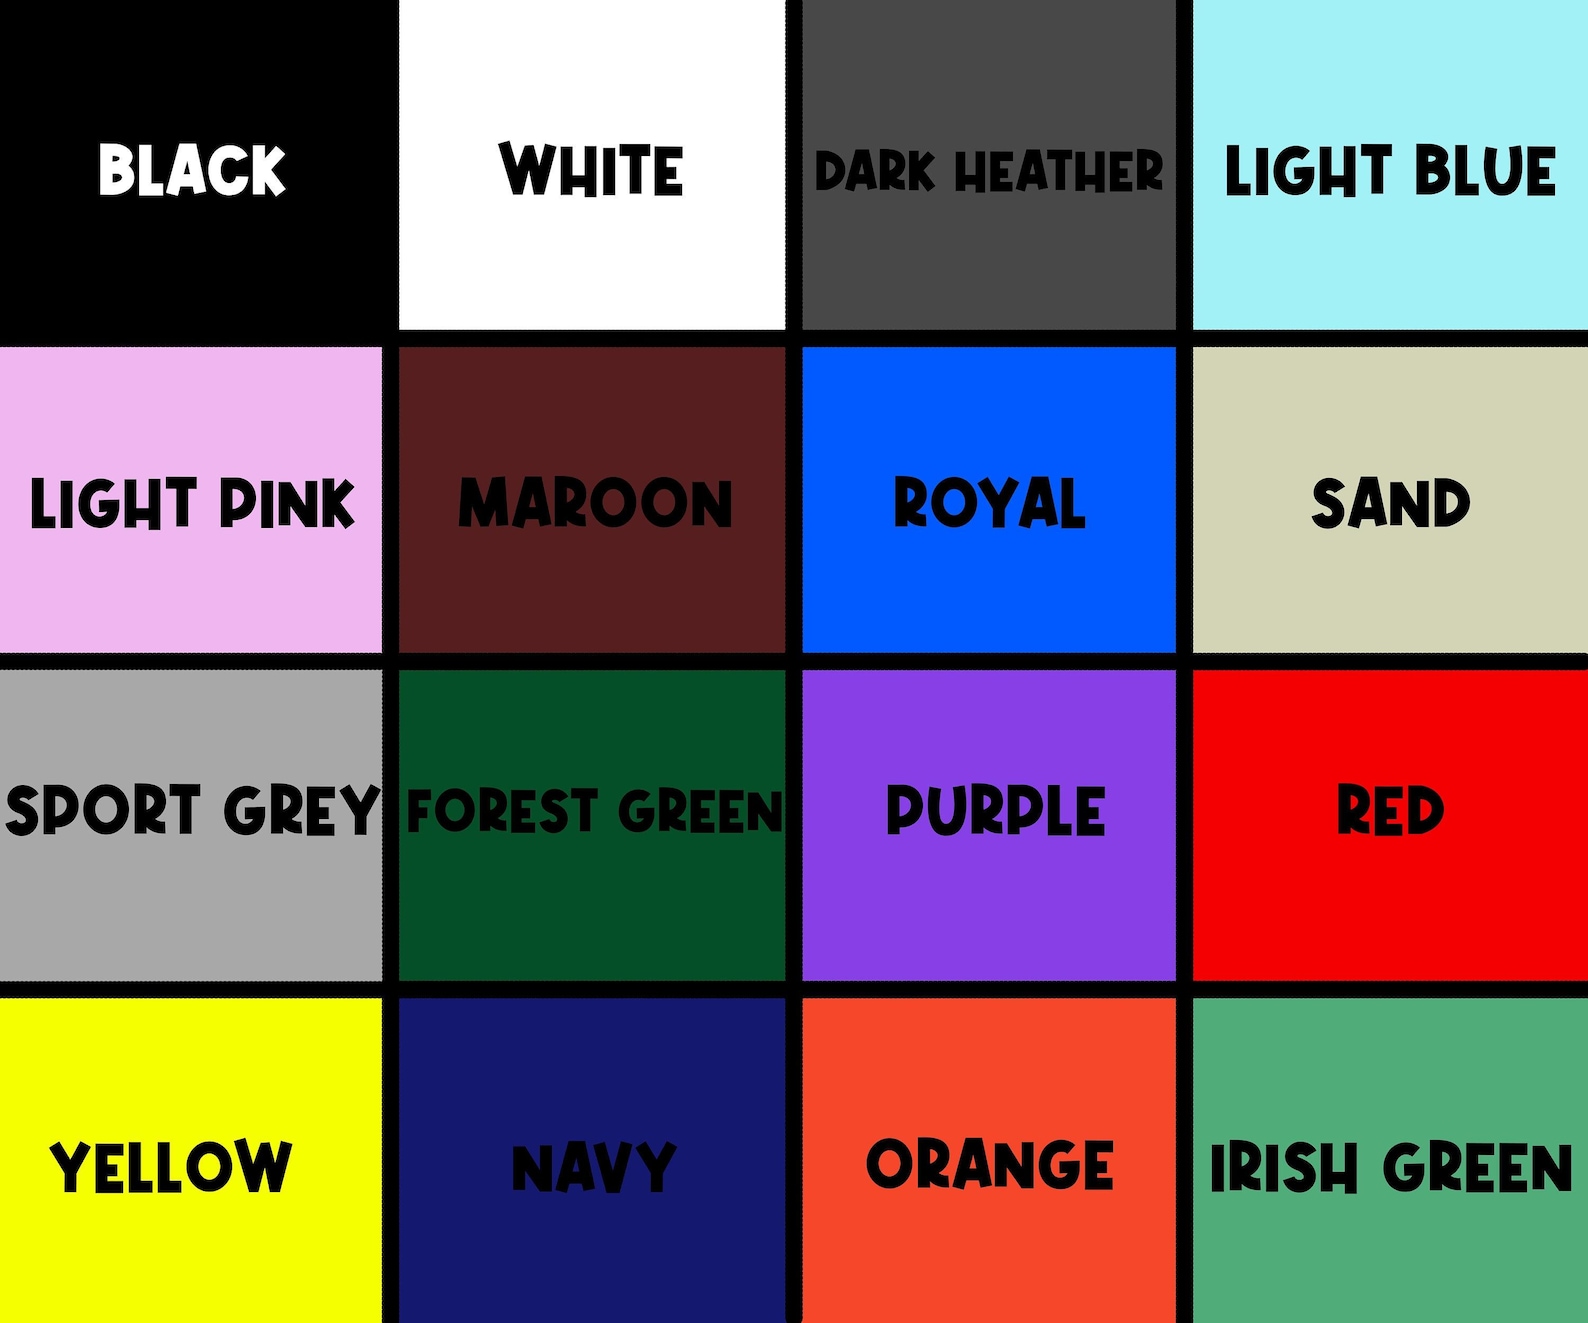 BLACK
WHITE
DARK HEATHER
LIGHT BLUE
LIGHT PINK
MAROON
ROYAL
SAND
SPORT GREY
FOREST GREEN
PURPLE
RED
YELLOW
NAVY
ORANGE
IRISH GREEN